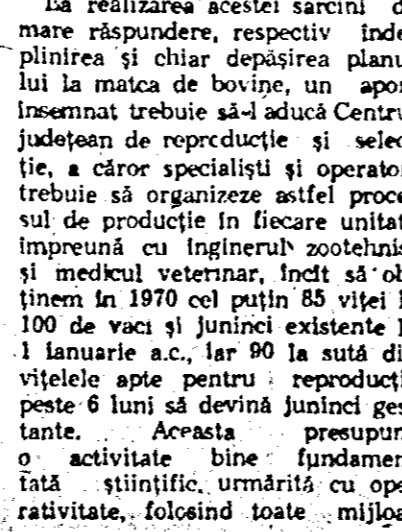 La realizarea acestei sarcini d
mare răspundere, respectiv înde
plinirea și chiar depășirea planu
lui la matca de bovine, un apor
însemnat trebuie să-l aducă Centru
județean de reprcducție și selec
ție, a căror specialiști și operator
trebuie să organizeze astfel proce
sul de producție în fiecare unitat
împreună cu inginerul zootehnis
și medicul veterinar, încît să ob
ținem în 1970 cel puțin 85 viței l
100 de vaci și juninci existente l
1 ianuarie a.c., iar 90 la sută di
vițelele apte pentru reproducți
peste 6 luni să devină juninci ges
tante. Aceasta presupun
o activitate bine fundamen
tată științific, urmărită cu ope
rativitate, folosind toate mijloa